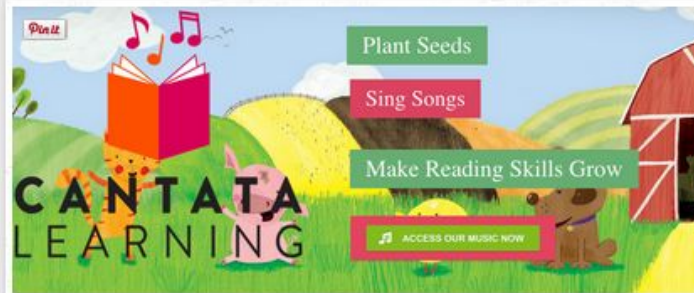 Pin it
Plant Seeds
Sing Songs
Make Reading Skills Grow
CANTATA
LEARNING
ACCESS OUR MUSIC NOW